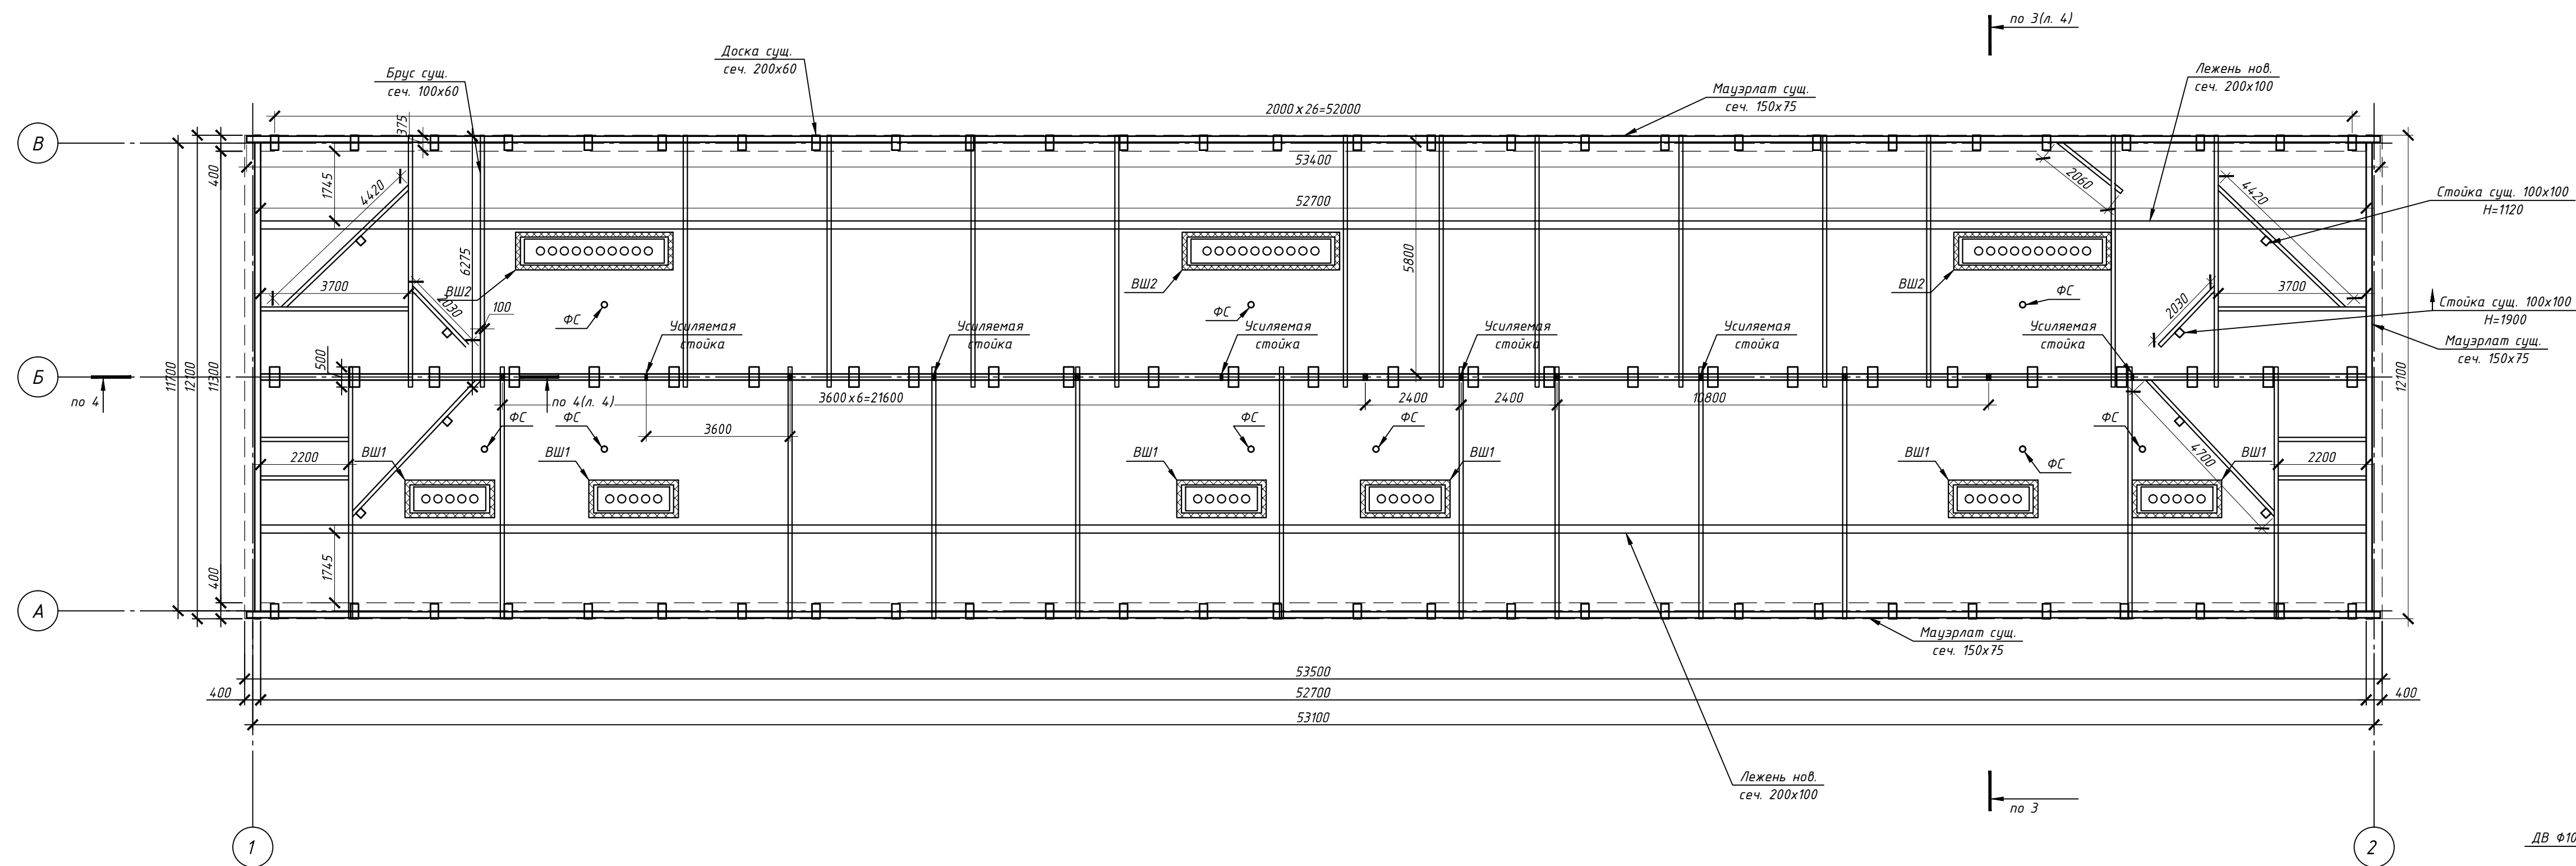 по 3(л. 4)
Доска сущ.
сеч. 200х60
Брус сущ.
сеч. 100х60
Мауэрлат сущ.
сеч. 150х75
Лежень нов.
сеч. 200х100
2000 х 26=52000
В
375
400
1745
4420
53400
52700
2060
4420
Стойка сущ. 100х100
Н=1120
6275
5800
ВШ2
ВШ2
ВШ2
3700
2030
100
ФС
ФС
ФС
3700
2030
Стойка сущ. 100х100
Н=1900
Усиляемая
стойка
Усиляемая
стойка
Усиляемая
стойка
Усиляемая
стойка
Усиляемая
стойка
Усиляемая
стойка
Мауэрлат сущ.
сеч. 150х75
500
11700
12100
11300
12100
Б
по 4
по 4(л. 4)
3600 х 6=21600
2400
2400
10800
3600
ФС
ФС
ФС
ФС
ФС
ФС
2200
ВШ1
ВШ1
ВШ1
ВШ1
ВШ1
ВШ1
4700
2200
1745
400
А
Мауэрлат сущ.
сеч. 150х75
53500
400
52700
400
53100
Лежень нов.
сеч. 200х100
по 3
1
2
ДВ Ф10